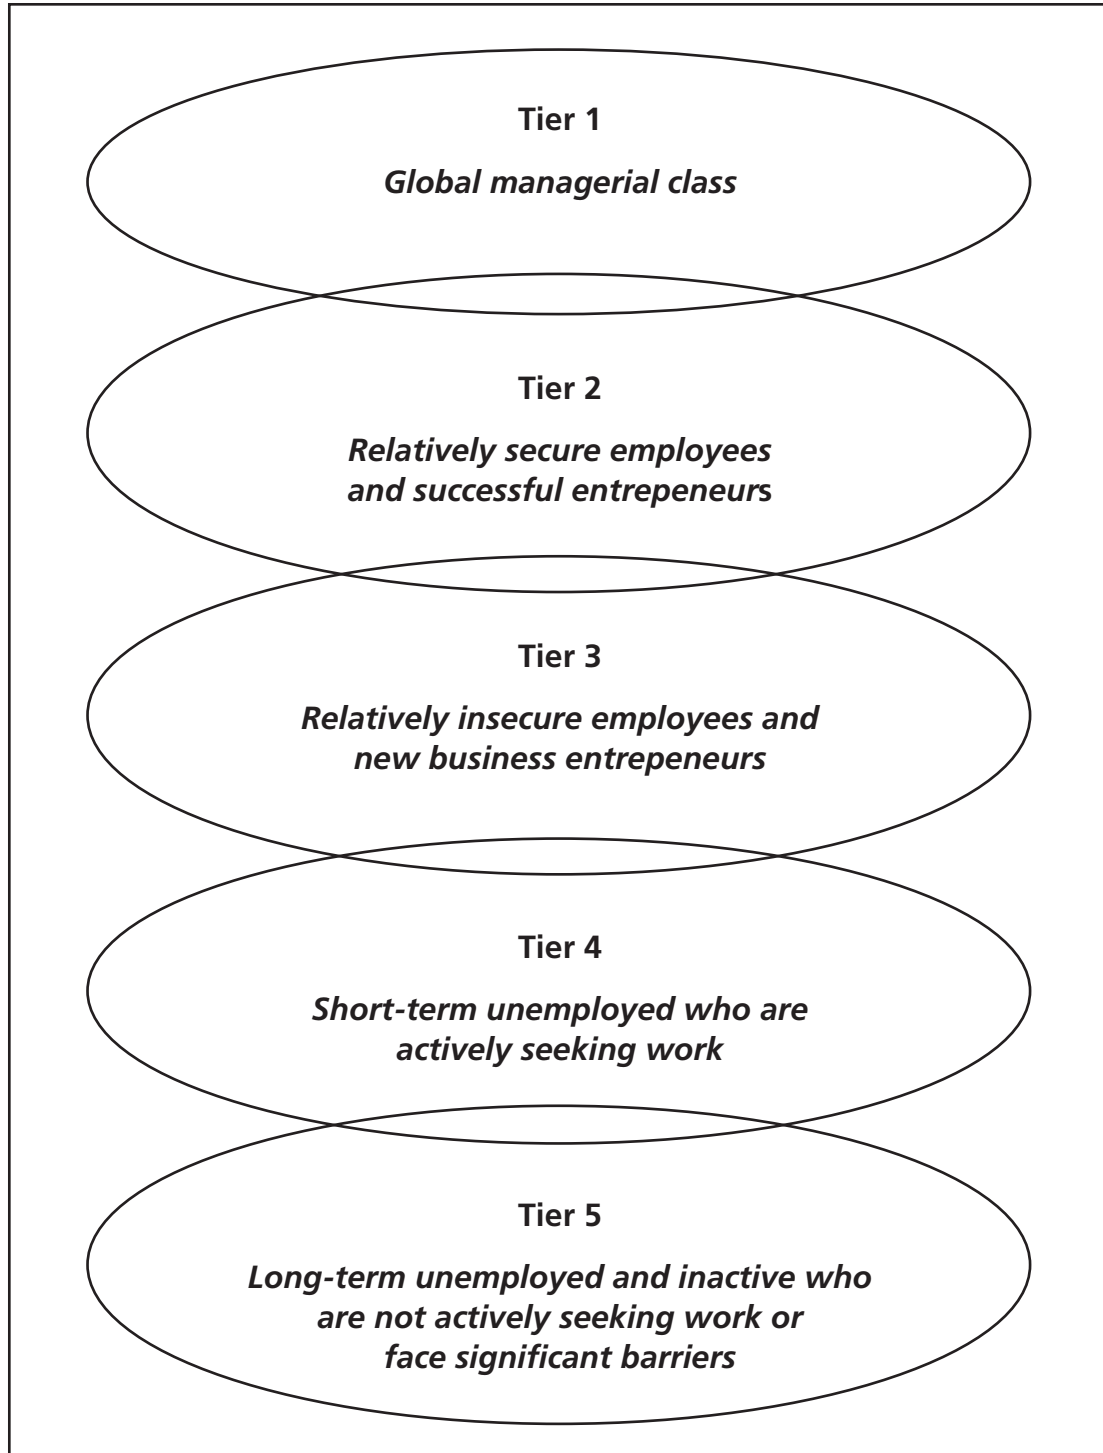 Tier 1
Global managerial class
Tier 2
Relatively secure employees
and successful entrepeneurs
Tier 3
Relatively insecure employees and
new business entrepeneurs
Tier 4
Short-term unemployed who are
actively seeking work
Tier 5
Long-term unemployed and inactive who
are not actively seeking work or
face significant barriers